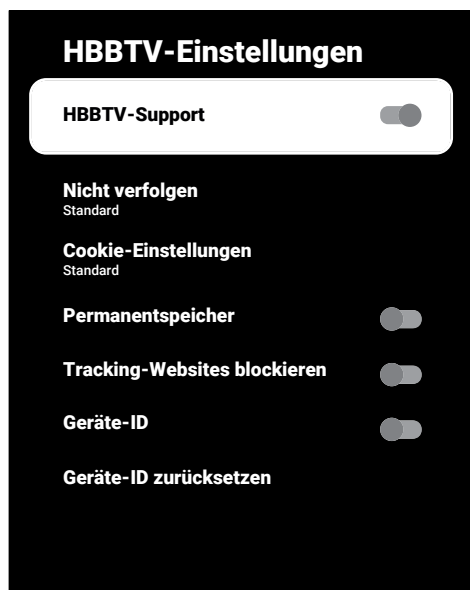 HBBTV-Einstellungen
HBBTV-Support
Nicht verfolgen
Standard
Cookie-Einstellungen
Standard
Permanentspeicher
Tracking-Websites blockieren
Geräte-ID
Geräte-ID zurücksetzen